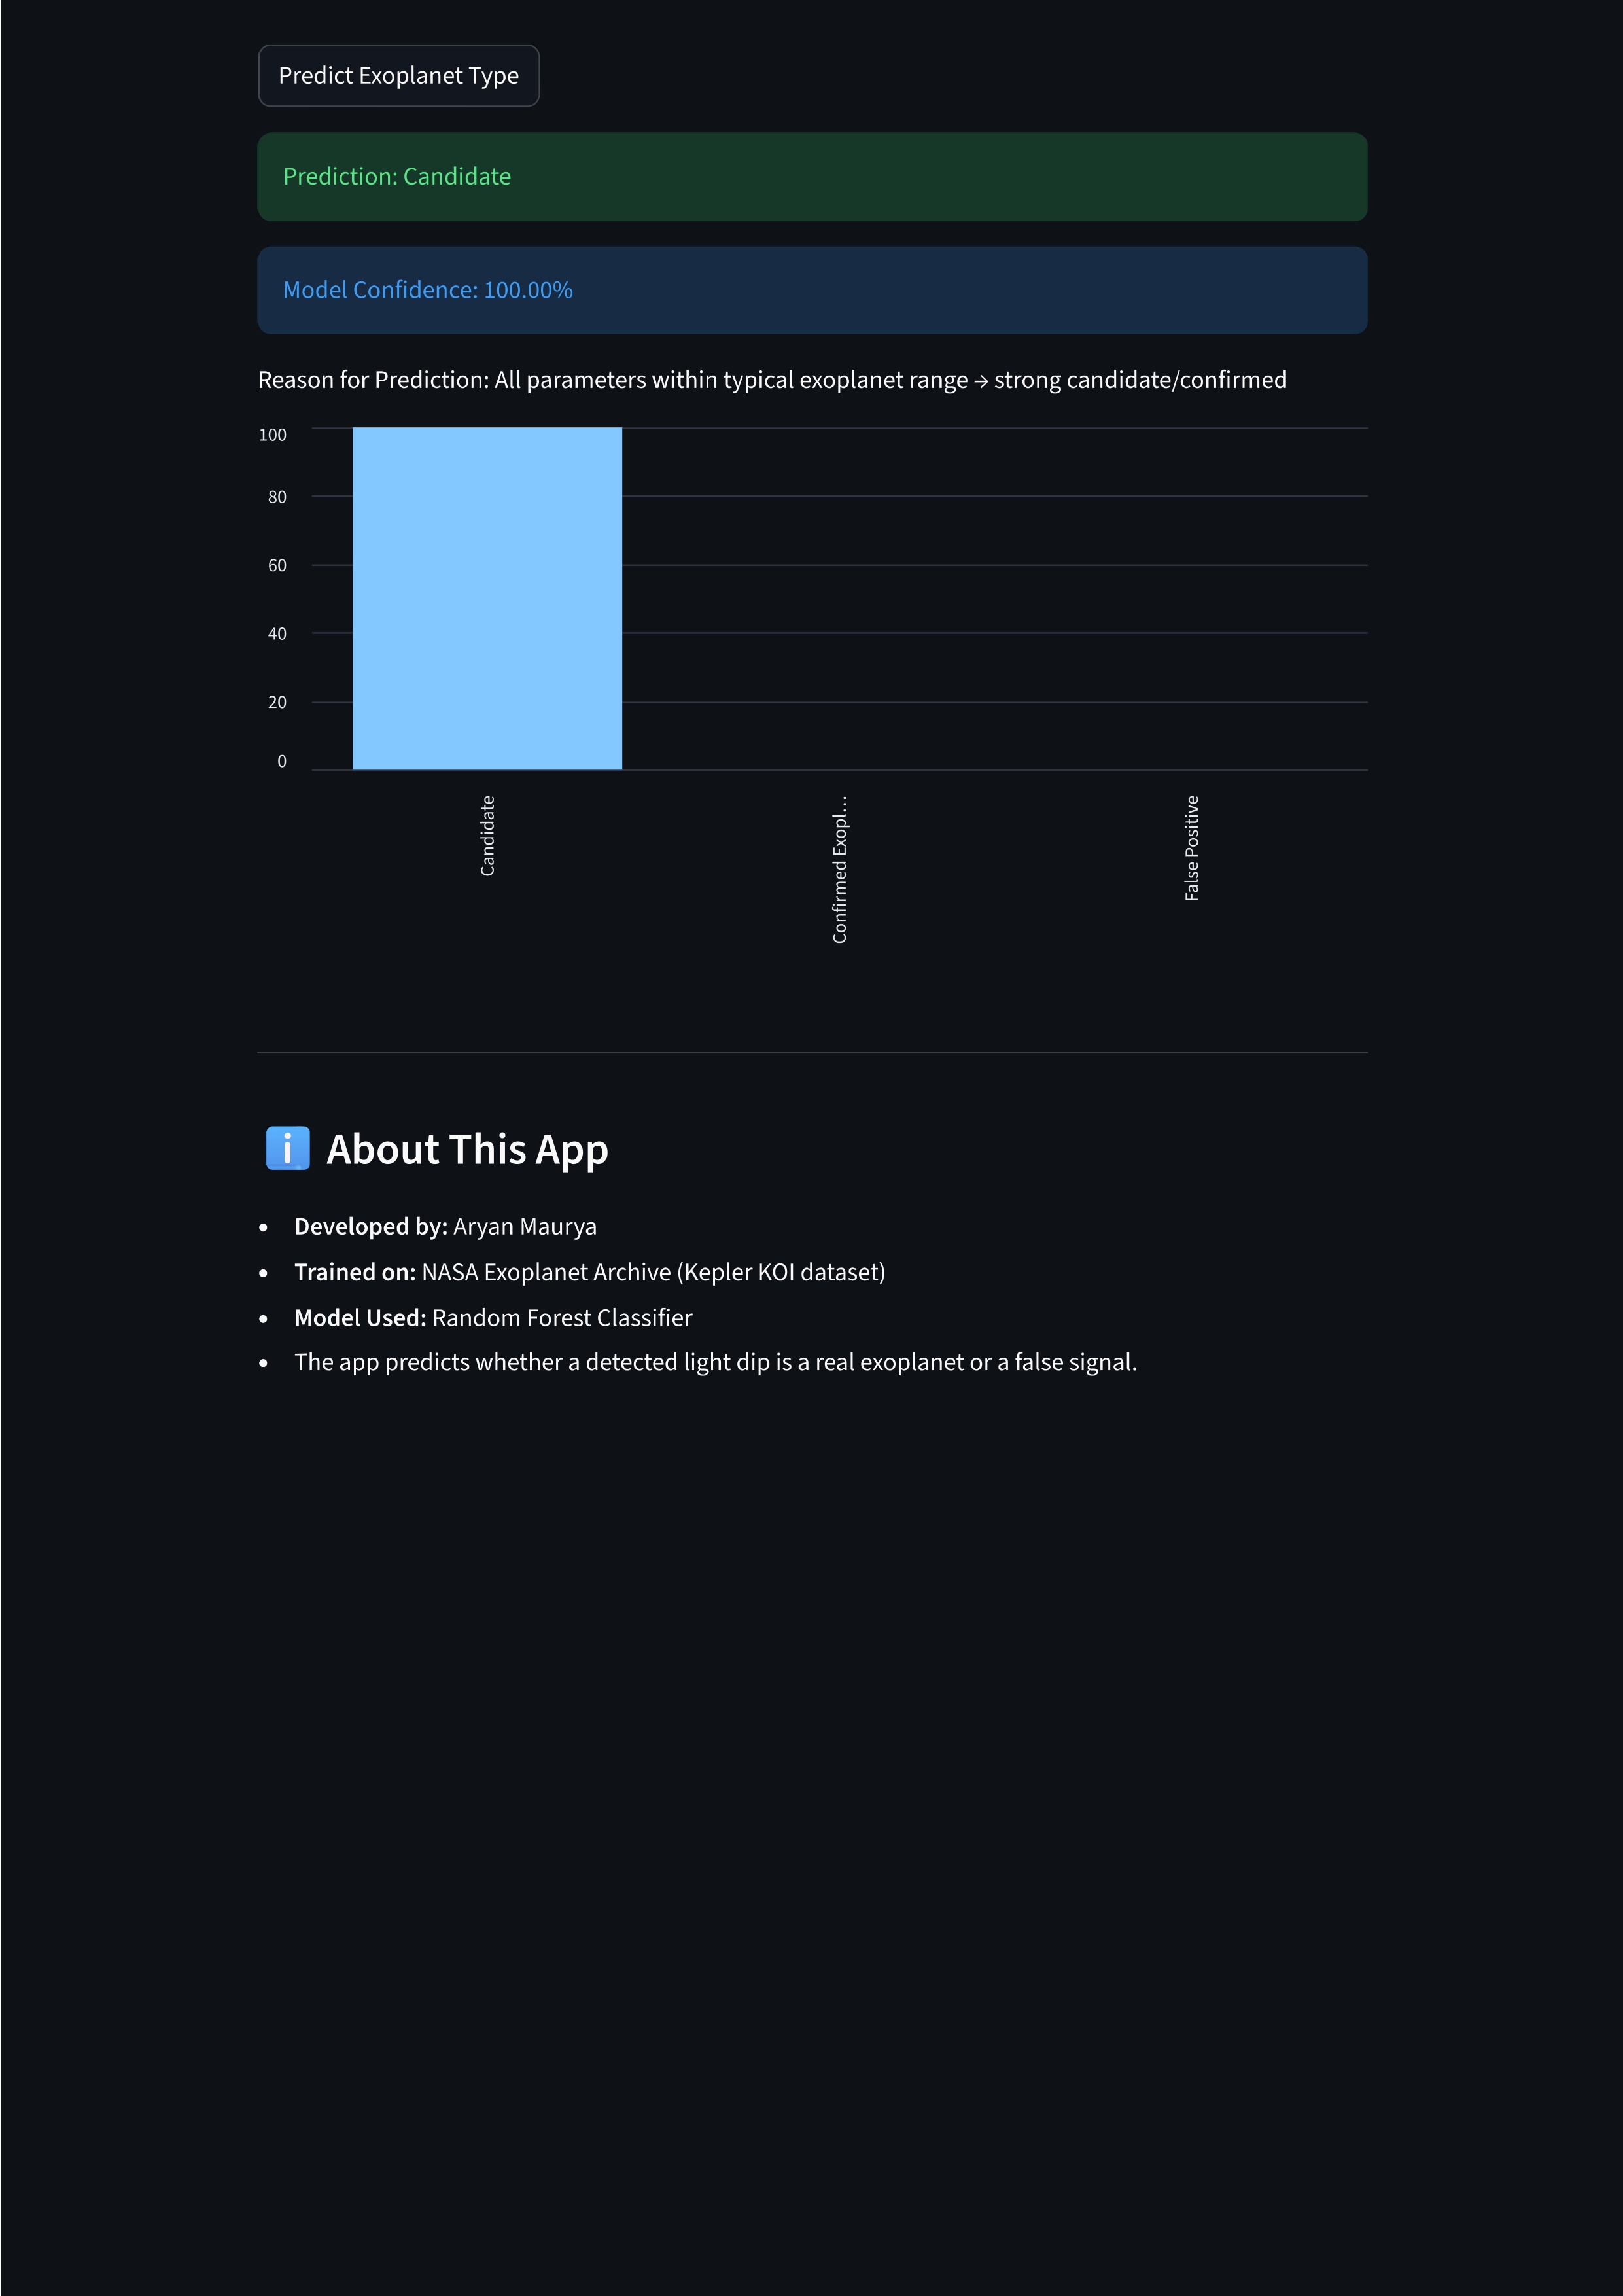 Predict Exoplanet Type
Prediction: Candidate
Model Confidence: 100.00%
Reason for Prediction: All parameters within typical exoplanet range → strong candidate/confirmed
100
80
60
40
20
0
Candidate
Confirmed Exopl…
False Positive
About This App
• Developed by: Aryan Maurya
• Trained on: NASA Exoplanet Archive (Kepler KOI dataset)
• Model Used: Random Forest Classifier
• The app predicts whether a detected light dip is a real exoplanet or a false signal.